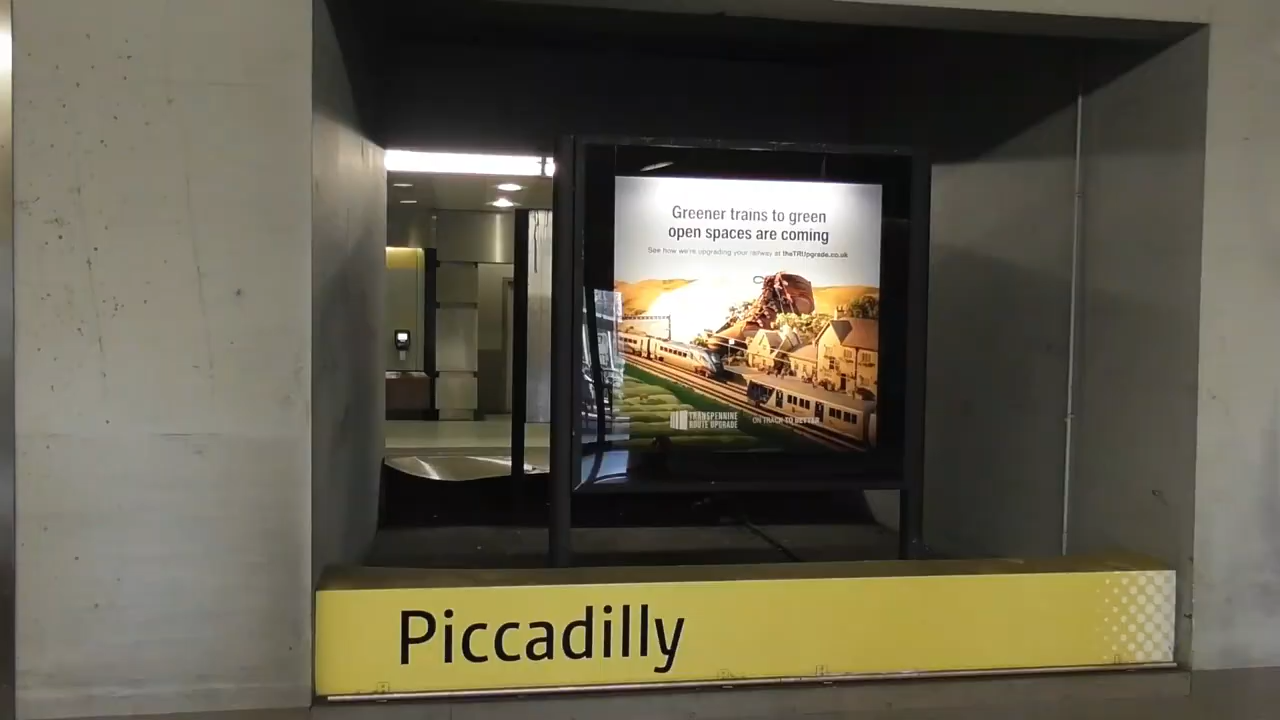 Greener trains to green
open spaces are coming
See how we're upgrading your railway at theTRUpgrade.co.uk
TRANSPENNINE
ROUTE UPGRADE
ON TRACK TO BETTER
Piccadilly